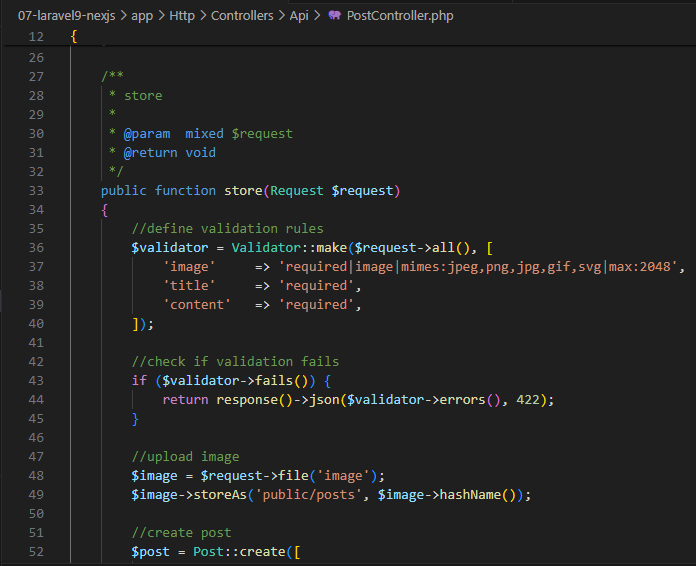 07-laravel9-nexjs > app > Http > Controllers > Api > PostController.php
12 {
26
27 /**
28 * store
29 *
30 * @param  mixed $request
31 * @return void
32 */
33 public function store(Request $request)
34 {
35 //define validation rules
36 $validator = Validator::make($request->all(), [
37 'image'     => 'required|image|mimes:jpeg,png,jpg,gif,svg|max:2048',
38 'title'     => 'required',
39 'content'   => 'required',
40 ]);
41
42 //check if validation fails
43 if ($validator->fails()) {
44 return response()->json($validator->errors(), 422);
45 }
46
47 //upload image
48 $image = $request->file('image');
49 $image->storeAs('public/posts', $image->hashName());
50
51 //create post
52 $post = Post::create([